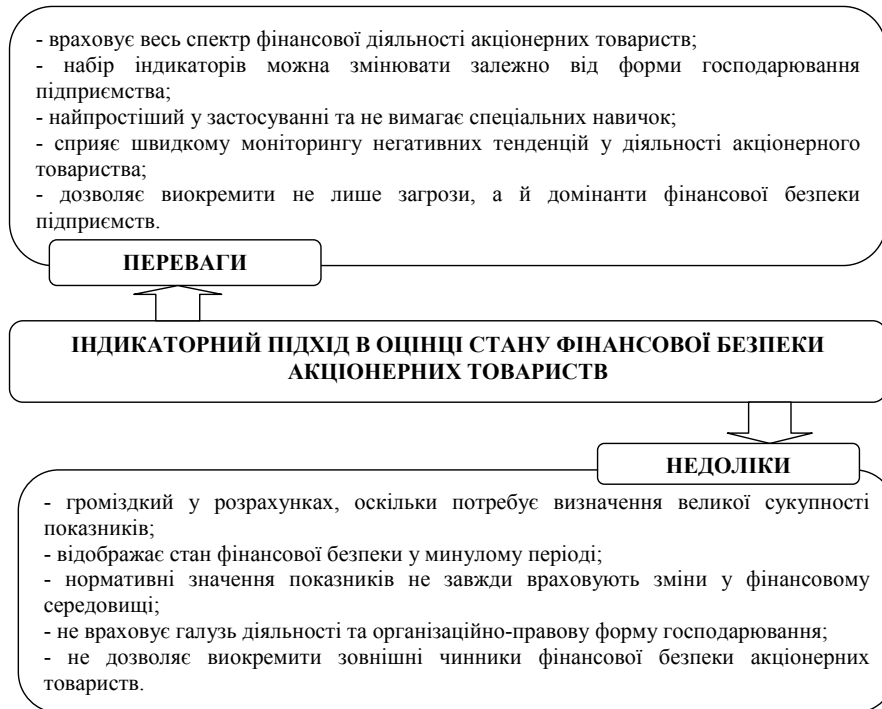 - враховує весь спектр фінансової діяльності акціонерних товариств;
- набір індикаторів можна змінювати залежно від форми господарювання
підприємства;
- найпростіший у застосуванні та не вимагає спеціальних навичок;
- сприяє швидкому моніторингу негативних тенденцій у діяльності акціонерного
товариства;
- дозволяє виокремити не лише загрози, а й домінанти фінансової безпеки
підприємств.
ПЕРЕВАГИ
ІНДИКАТОРНИЙ ПІДХІД В ОЦІНЦІ СТАНУ ФІНАНСОВОЇ БЕЗПЕКИ
АКЦІОНЕРНИХ ТОВАРИСТВ
НЕДОЛІКИ
- громіздкий у розрахунках, оскільки потребує визначення великої сукупності
показників;
- відображає стан фінансової безпеки у минулому періоді;
- нормативні значення показників не завжди враховують зміни у фінансовому
середовищі;
- не враховує галузь діяльності та організаційно-правову форму господарювання;
- не дозволяє виокремити зовнішні чинники фінансової безпеки акціонерних
товариств.